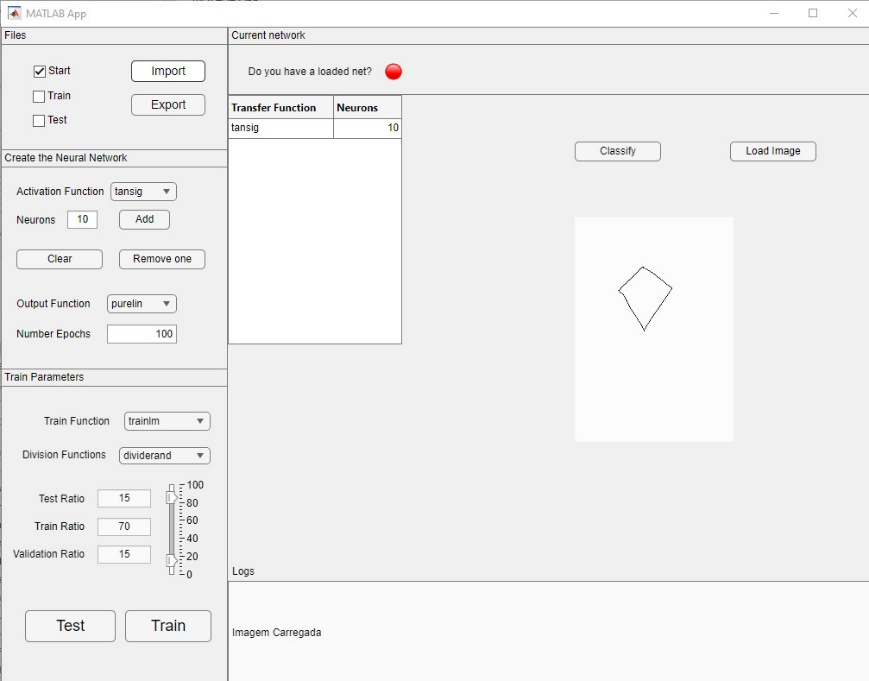 MATLAB App
Files
Start
Import
Train
Export
Test
Create the Neural Network
Activation Function tansig
Neurons 10 Add
Clear Remove one
Output Function purelin
Number Epochs 100
Train Parameters
Train Function trainlm
Division Functions dividerand
Test Ratio 15
Train Ratio 70
Validation Ratio 15
100
80
60
40
20
0
Test Train
Current network
Do you have a loaded net?
Transfer Function Neurons
tansig 10
Classify Load Image
Logs
Imagem Carregada